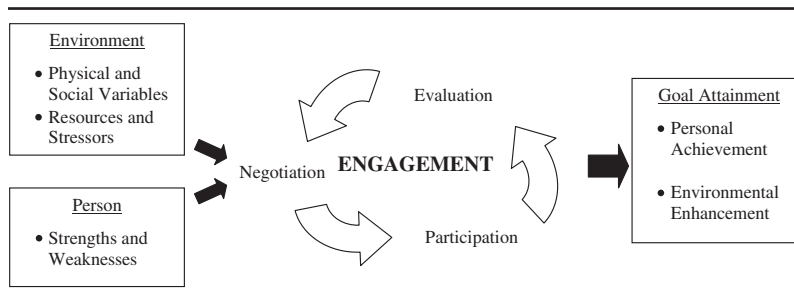 Environment
• Physical and
Social Variables
• Resources and
Stressors
Person
• Strengths and
Weaknesses
Evaluation
Negotiation
ENGAGEMENT
Participation
Goal Attainment
• Personal
Achievement
• Environmental
Enhancement